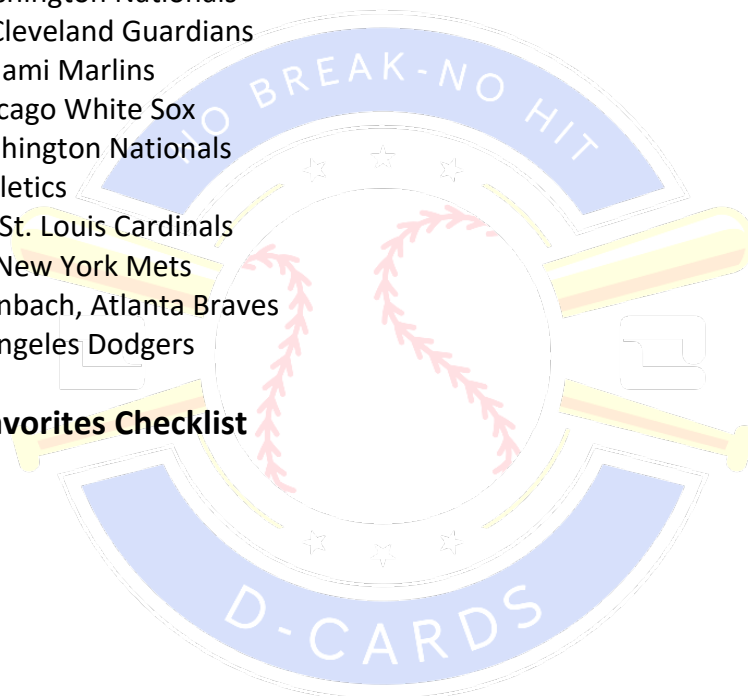 shington Nationals
Cleveland Guardians
ami Marlins
cago White Sox
hington Nationals
letics
St. Louis Cardinals
New York Mets
nbach, Atlanta Braves
ngeles Dodgers
avorites Checklist
NO BREAK-NO HIT
D-CARDS